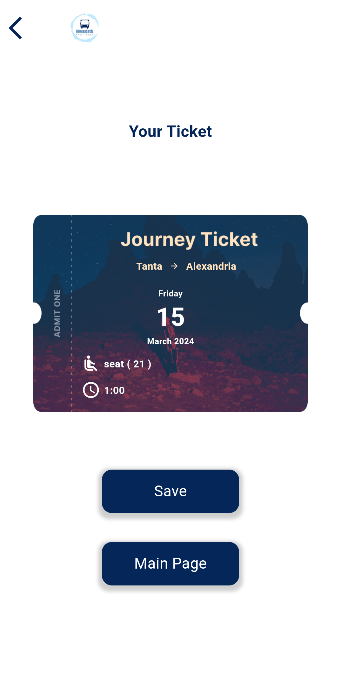 Your Ticket
Journey Ticket
Tanta → Alexandria
Friday
15
March 2024
ADMIT ONE
seat ( 21 )
1:00
Save
Main Page